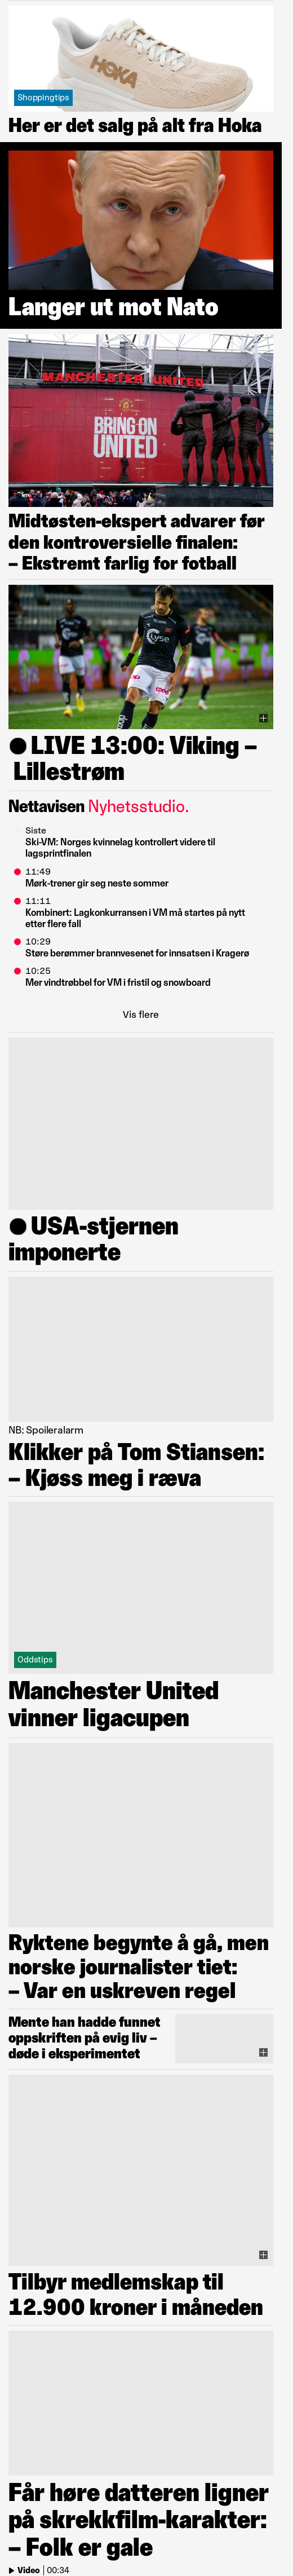 HOKA
Shoppingtips
Her er det salg på alt fra Hoka
Langer ut mot Nato
MANCHESTER UNITED
BRING ON
UNITED
Midtøsten-ekspert advarer før
den kontroversielle finalen:
– Ekstremt farlig for fotball
lyse
LIVE 13:00: Viking –
Lillestrøm
Nettavisen Nyhetsstudio.
Siste
Ski-VM: Norges kvinnelag kontrollert videre til
lagsprintfinalen
11:49
Mørk-trener gir seg neste sommer
11:11
Kombinert: Lagkonkurransen i VM må startes på nytt
etter flere fall
10:29
Støre berømmer brannvesenet for innsatsen i Kragerø
10:25
Mer vindtrøbbel for VM i fristil og snowboard
Vis flere
USA-stjernen
imponerte
NB: Spoileralarm
Klikker på Tom Stiansen:
– Kjøss meg i ræva
Oddstips
Manchester United
vinner ligacupen
Ryktene begynte å gå, men
norske journalister tiet:
– Var en uskreven regel
Mente han hadde funnet
oppskriften på evig liv –
døde i eksperimentet
Tilbyr medlemskap til
12.900 kroner i måneden
Får høre datteren ligner
på skrekkfilm-karakter:
– Folk er gale
Video | 00:34